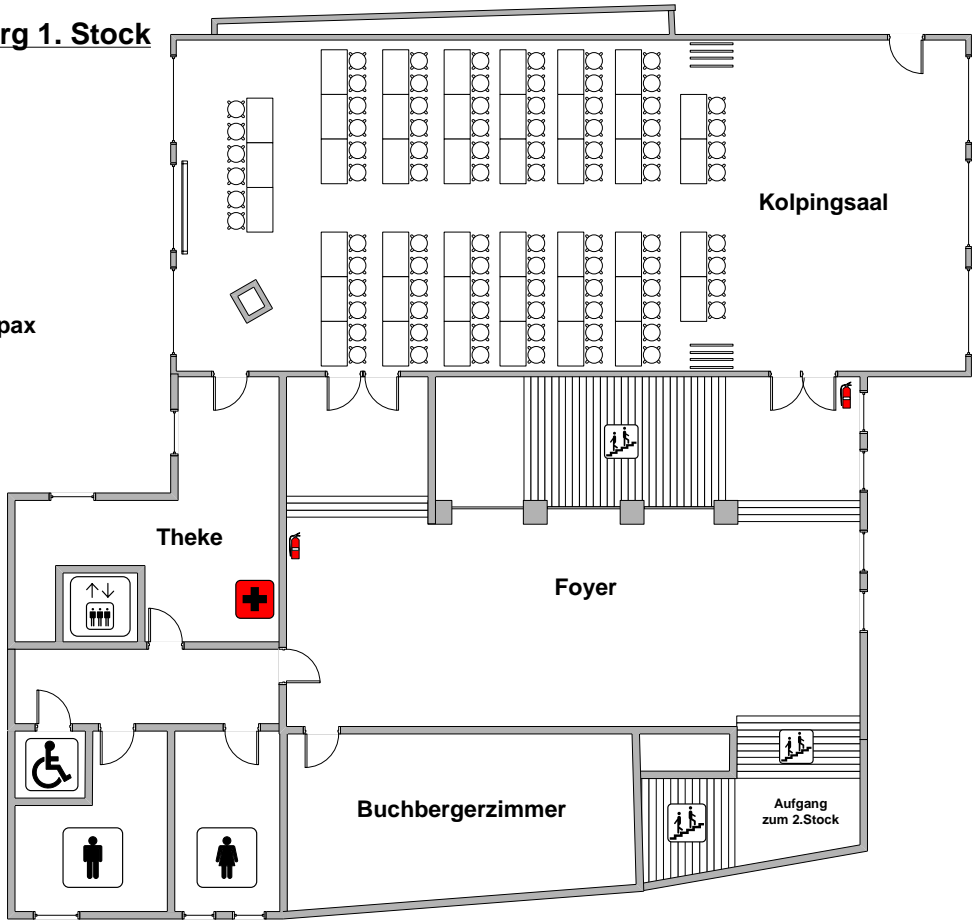 rg 1. Stock
Kolpingsaal
pax
Theke
Foyer
Buchbergerzimmer
Aufgang
zum 2.Stock